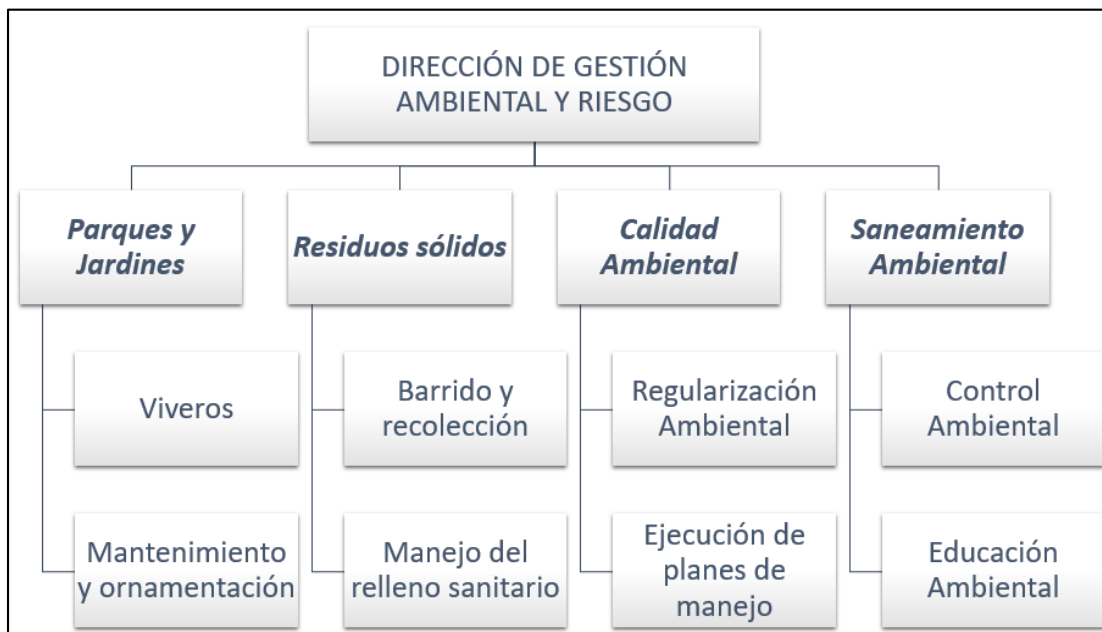 DIRECCIÓN DE GESTIÓN
AMBIENTAL Y RIESGO
Parques y
Jardines
Residuos sólidos
Calidad
Ambiental
Saneamiento
Ambiental
Viveros
Barrido y
recolección
Regularización
Ambiental
Control
Ambiental
Mantenimiento
y ornamentación
Manejo del
relleno sanitario
Ejecución de
planes de
manejo
Educación
Ambiental